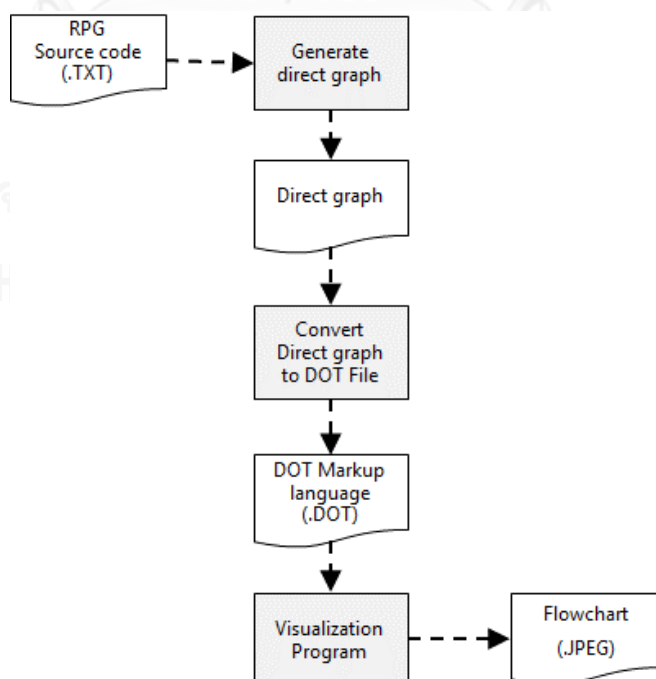 RPG
Source code
(.TXT)
Generate
direct graph
Direct graph
Convert
Direct graph
to DOT File
DOT Markup
language
(.DOT)
Visualization
Program
Flowchart
(.JPEG)